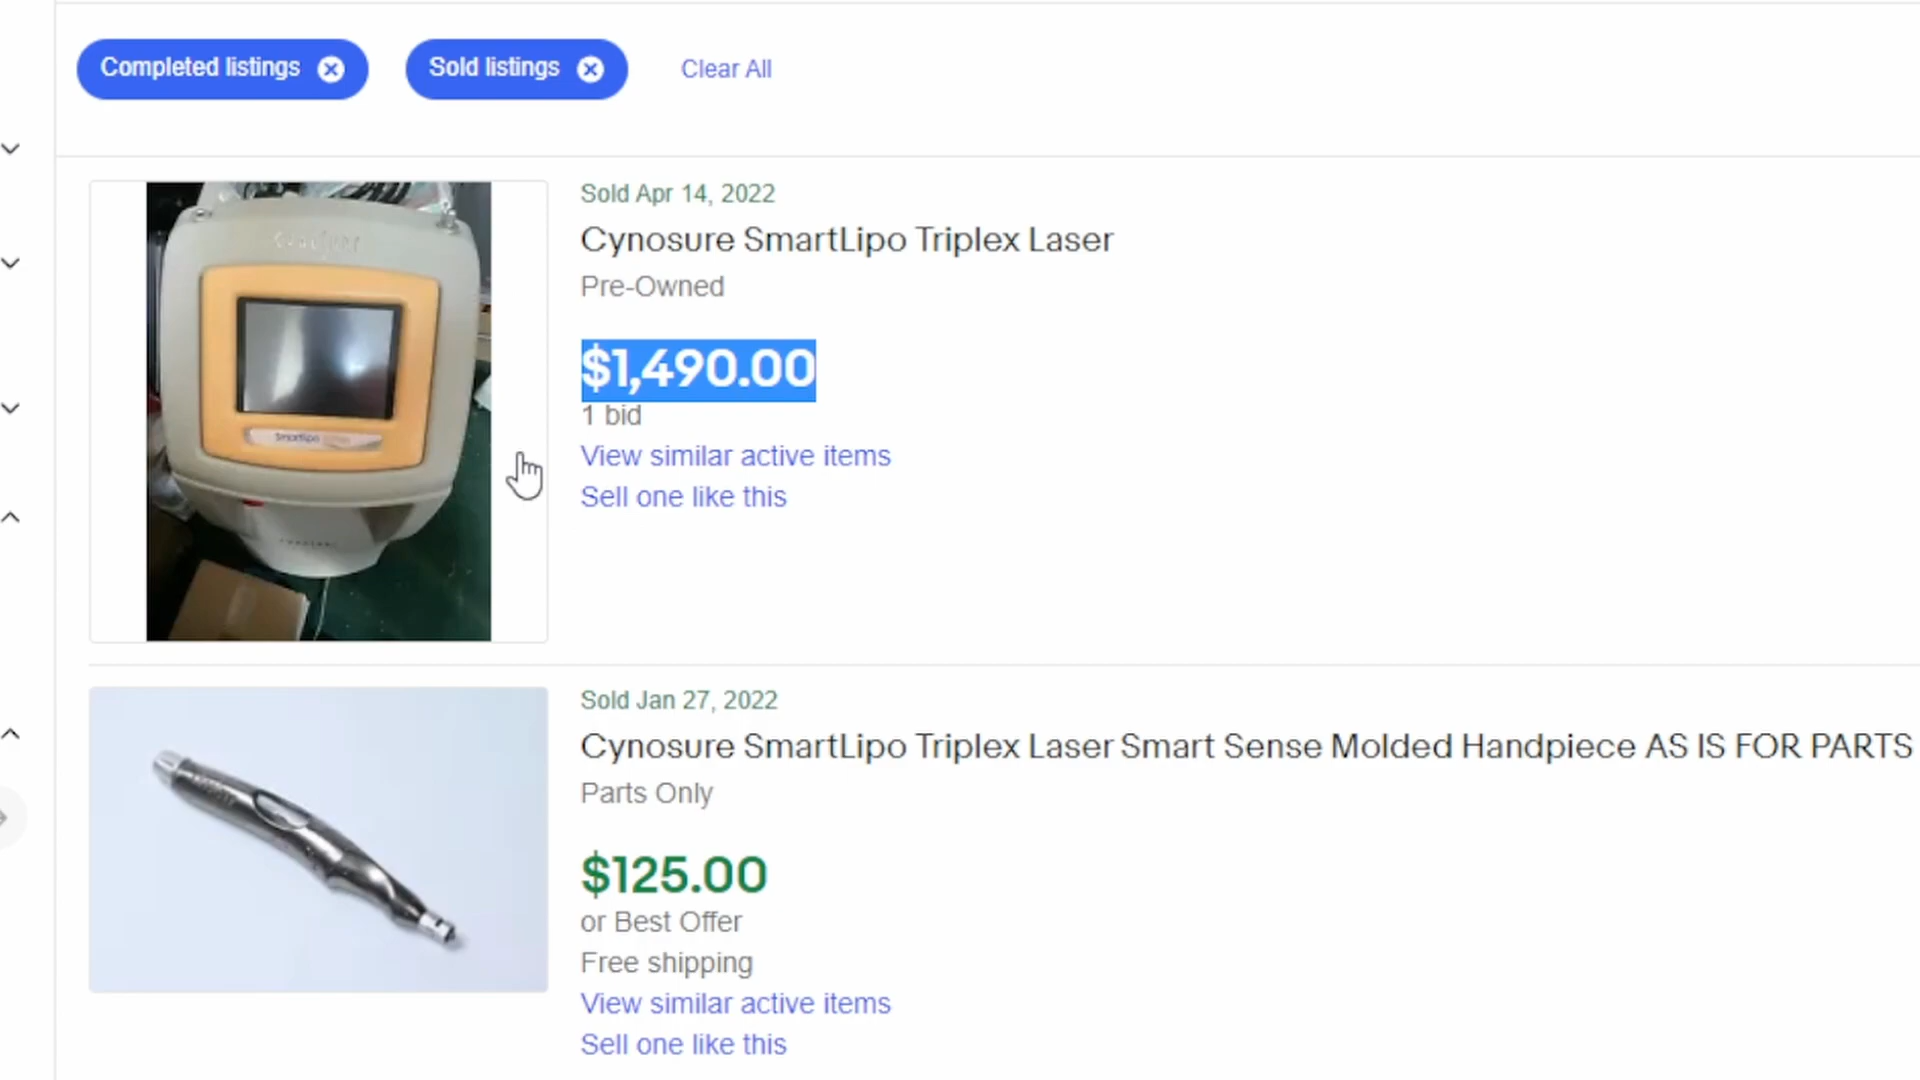 Completed listings
Sold listings
Clear All
Sold Apr 14, 2022
Cynosure SmartLipo Triplex Laser
Pre-Owned
$1,490.00
1 bid
View similar active items
Sell one like this
Sold Jan 27, 2022
Cynosure SmartLipo Triplex Laser Smart Sense Molded Handpiece AS IS FOR PARTS
Parts Only
$125.00
or Best Offer
Free shipping
View similar active items
Sell one like this